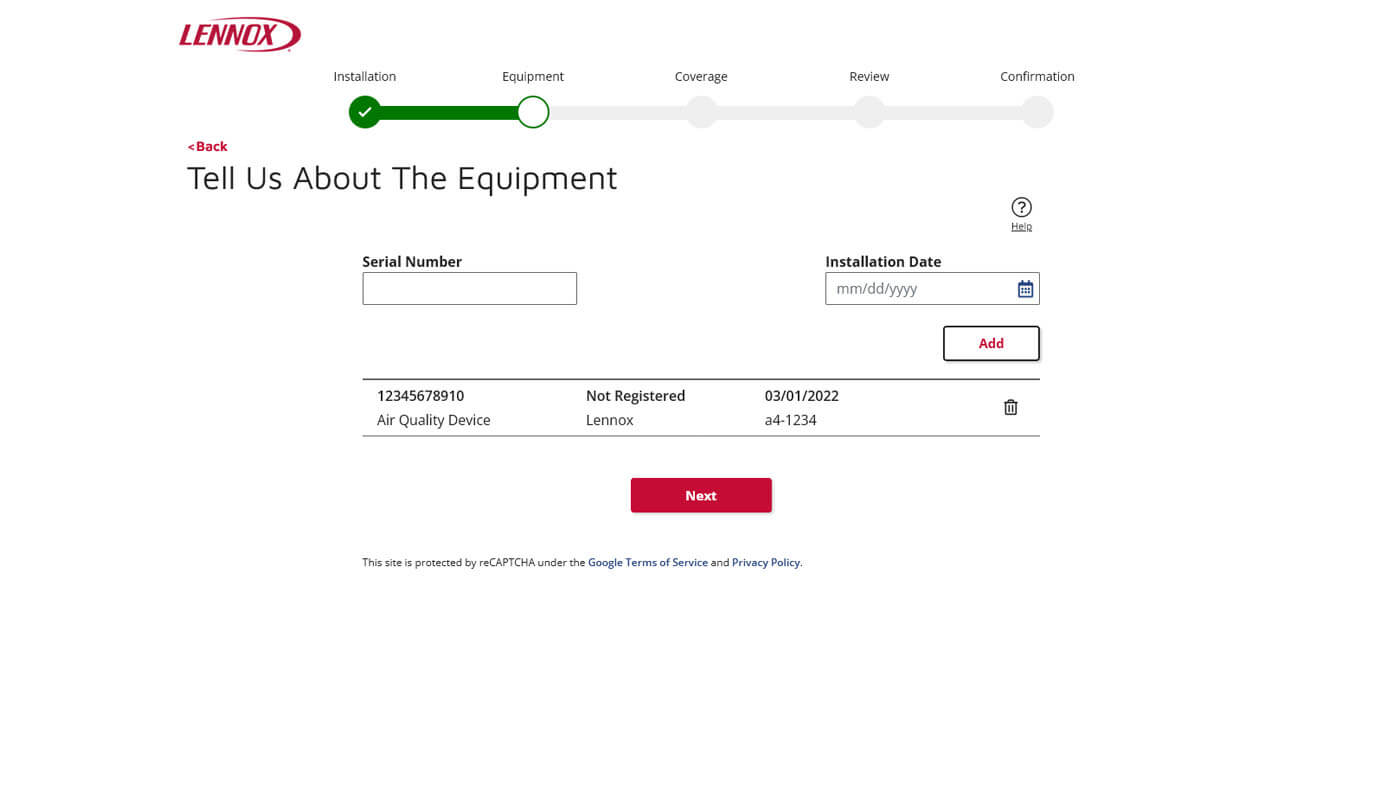 LENNOX
Installation Equipment Coverage Review Confirmation
<Back
Tell Us About The Equipment
?
Help
Serial Number Installation Date
mm/dd/yyyy
Add
12345678910 Not Registered 03/01/2022
Air Quality Device Lennox a4-1234
Next
This site is protected by reCAPTCHA under the Google Terms of Service and Privacy Policy.